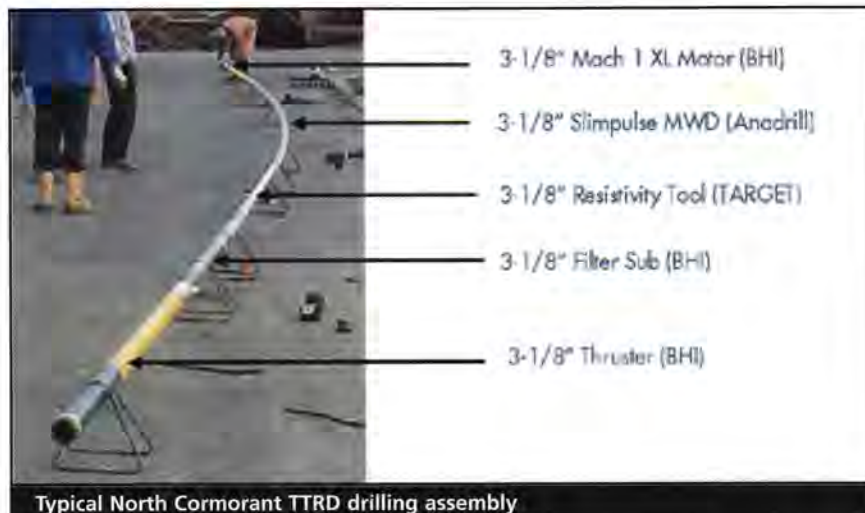 3-1/8" Mach 1 XL Motor (BHI)
3-1/8" Slimpulse MWD (Anadrill)
3-1/8" Resistivity Tool (TARGET)
3-1/8" Filter Sub (BHI)
3-1/8" Thruster (BHI)
Typical North Cormorant TTRD drilling assembly